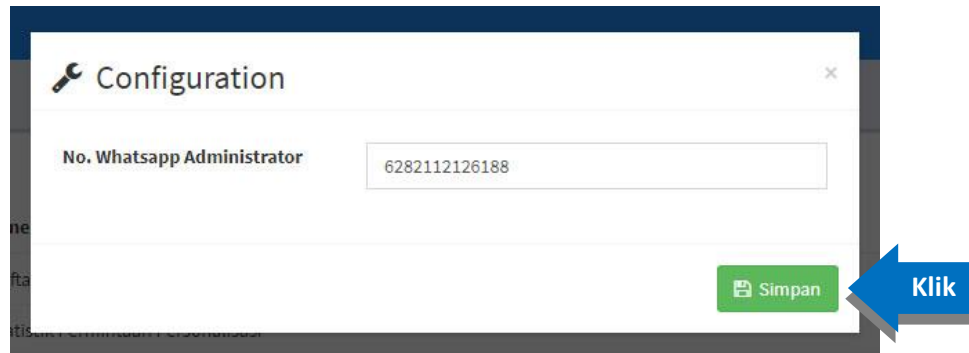 Configuration
×
No. Whatsapp Administrator
6282112126188
Simpan
Klik